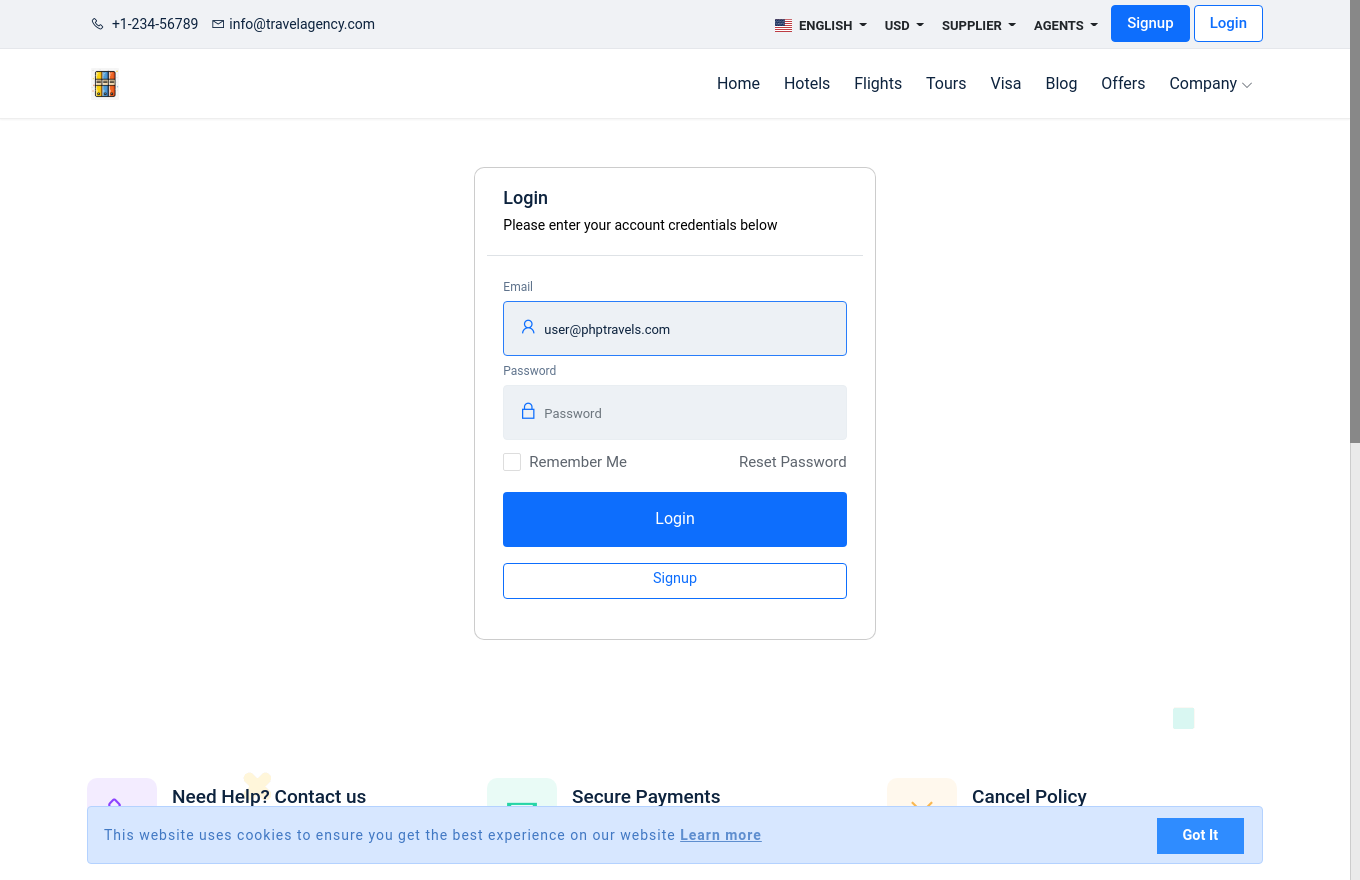 +1-234-56789 info@travelagency.com ENGLISH USD SUPPLIER AGENTS Signup Login
Home Hotels Flights Tours Visa Blog Offers Company
Login
Please enter your account credentials below
Email
user@phptravels.com
Password
Password
Remember Me Reset Password
Login
Signup
Need Help? Contact us Secure Payments Cancel Policy
This website uses cookies to ensure you get the best experience on our website Learn more Got It